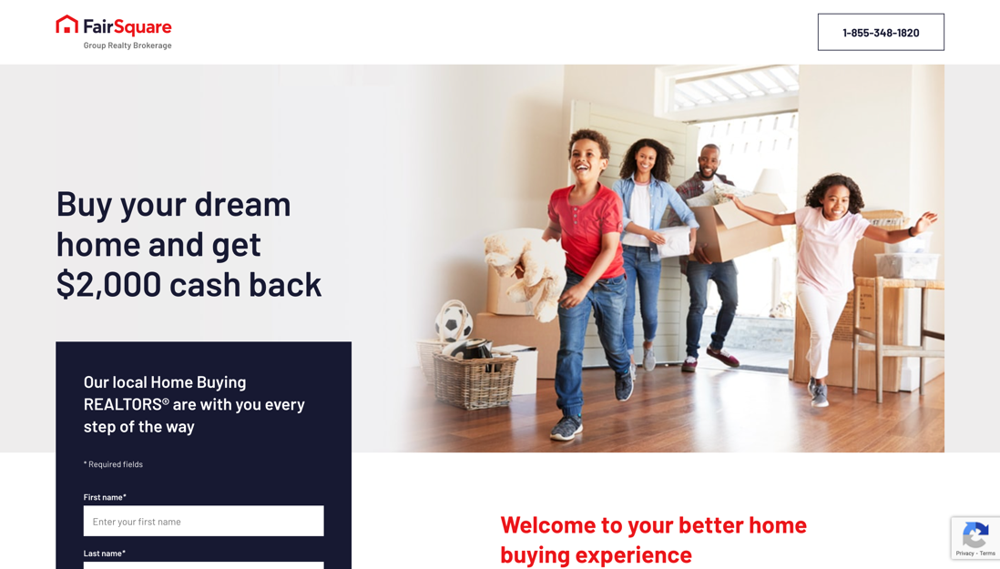 FairSquare
Group Realty Brokerage
1-855-348-1820
Buy your dream
home and get
$2,000 cash back
Our local Home Buying
REALTORS® are with you every
step of the way
* Required fields
First name*
Enter your first name
Last name*
Welcome to your better home
buying experience
Privacy - Terms